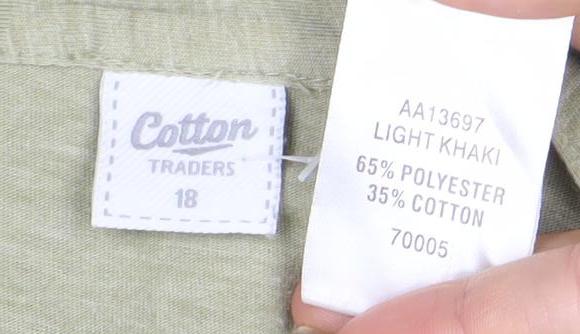 Cotton
TRADERS
18
AA13697
LIGHT KHAKI
65% POLYESTER
35% COTTON
70005